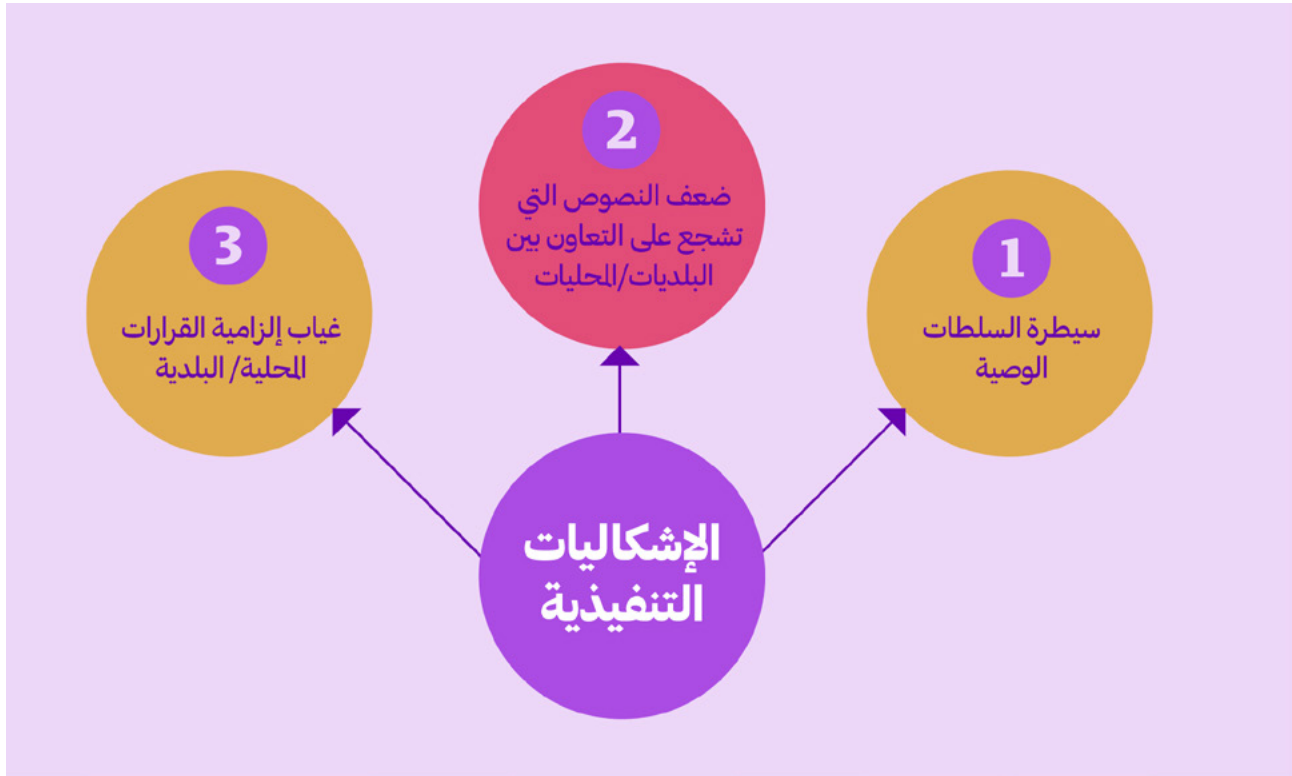 1
سيطرة السلطات
الوصية
2
ضعف النصوص التي
تشجع على التعاون بين
البلديات/المحليات
3
غياب إلزامية القرارات
المحلية/ البلدية
الإشكاليات
التنفيذية